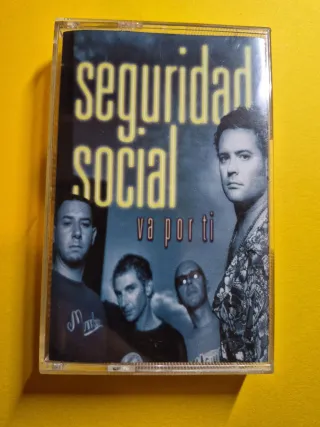 seguridad
social
va por ti